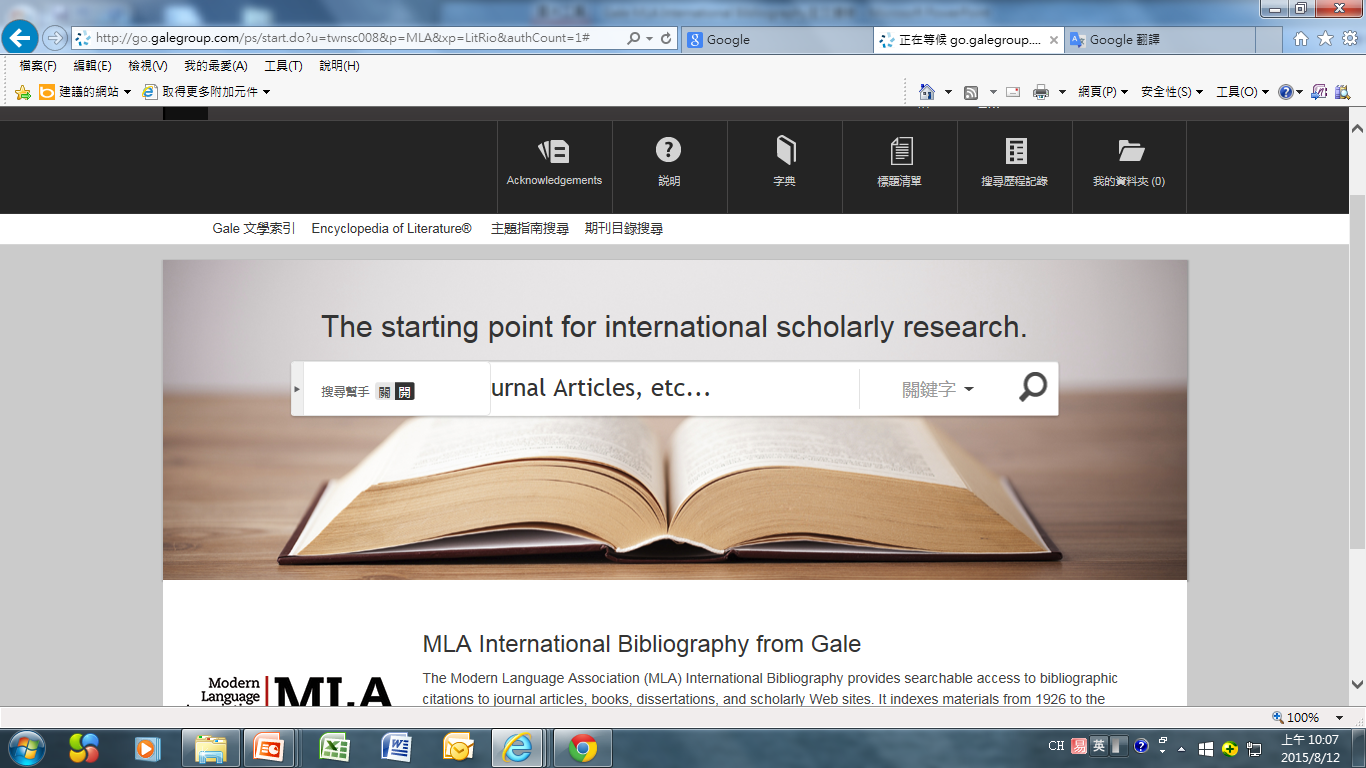 http://go.galegroup.com/ps/start.do?u=twnsc008&p=MLA&xp=LitRio&authCount=1#
Google
正在等候 go.galegroup....
Google 翻譯
檔案(F) 編輯(E) 檢視(V) 我的最愛(A) 工具(T) 說明(H)
建議的網站 取得更多附加元件
網頁(P) 安全性(S) 工具(O)
Acknowledgements 說明 字典 標題清單 搜尋歷程記錄 我的資料夾 (0)
Gale 文學索引 Encyclopedia of Literature® 主題指南搜尋 期刊目錄搜尋
The starting point for international scholarly research.
搜尋幫手 關 開 urnal Articles, etc... 關鍵字
MLA International Bibliography from Gale
Modern
Language
MLA
The Modern Language Association (MLA) International Bibliography provides searchable access to bibliographic
citations to journal articles, books, dissertations, and scholarly Web sites. It indexes materials from 1926 to the
100%
CH 英
上午 10:07
2015/8/12